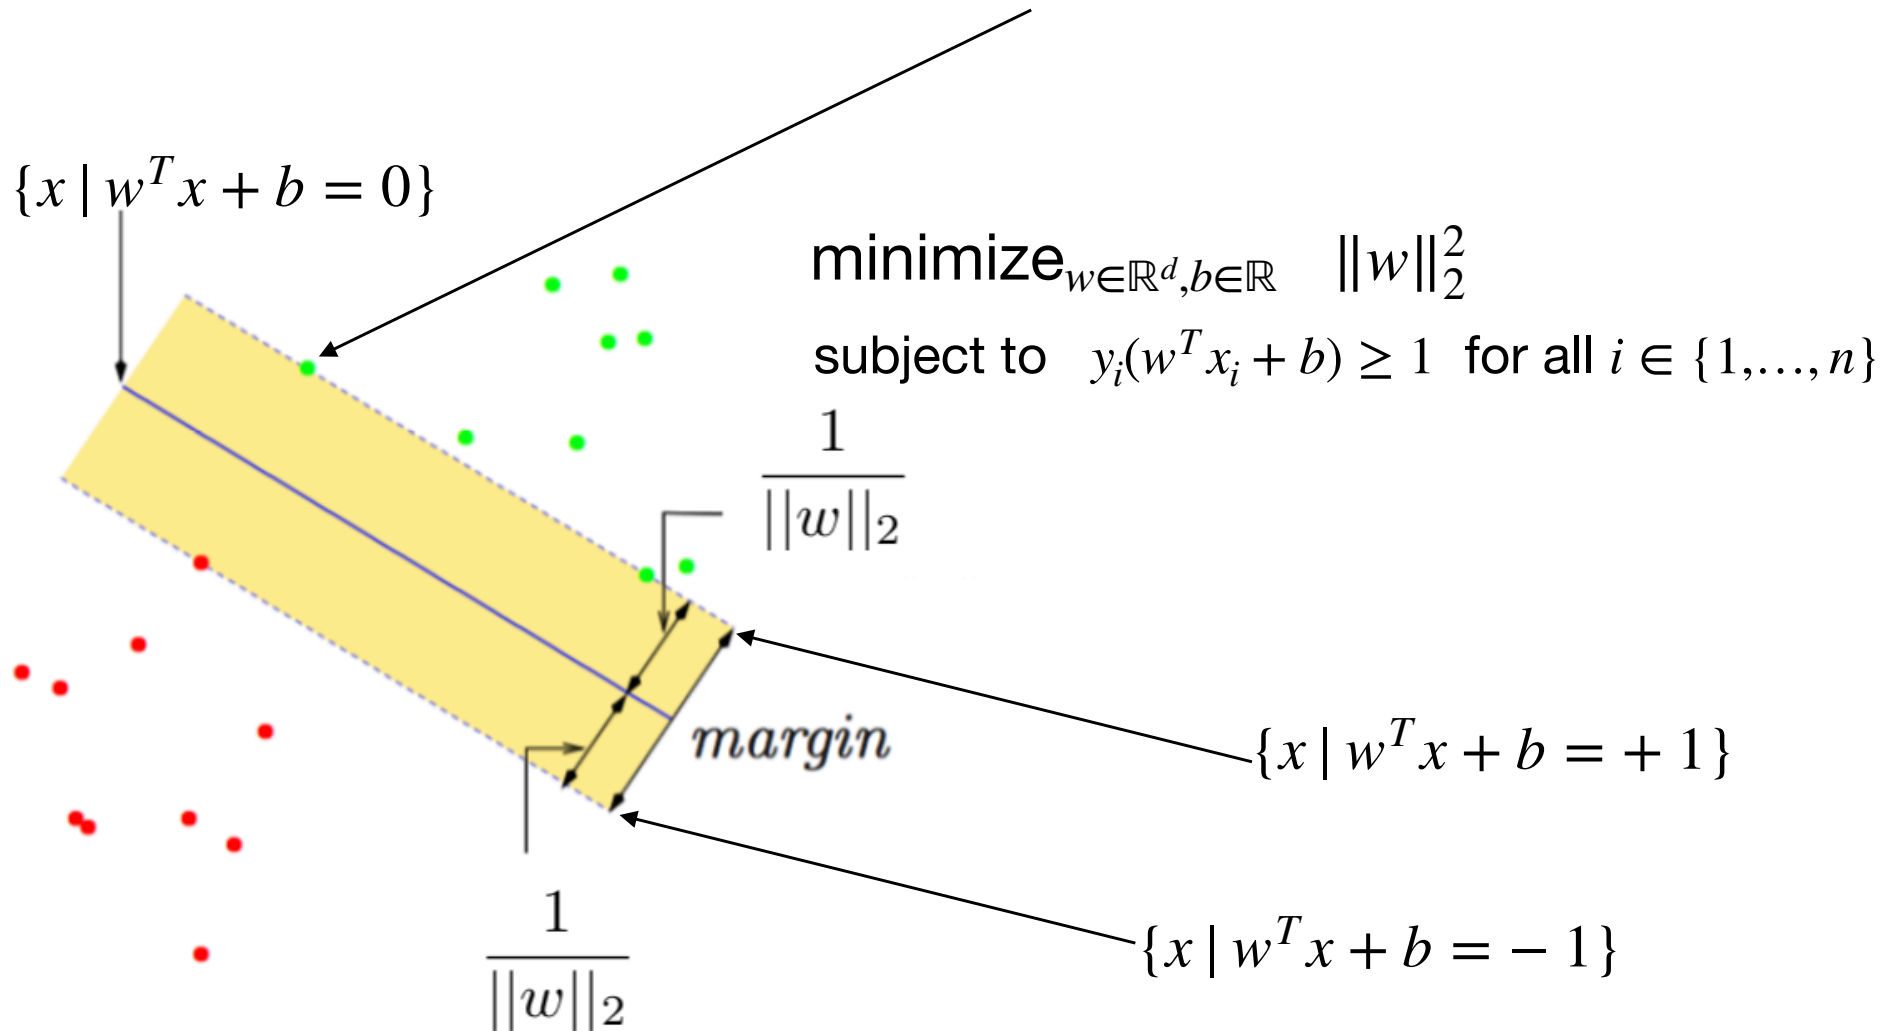 {x | w^T x + b = 0}
minimize_{w∈ℝ^d, b∈ℝ} ‖w‖_2^2
subject to y_i(w^T x_i + b) ≥ 1 for all i ∈ {1,…, n}
1
||w||_2
margin
{x | w^T x + b = + 1}
1
||w||_2
{x | w^T x + b = − 1}